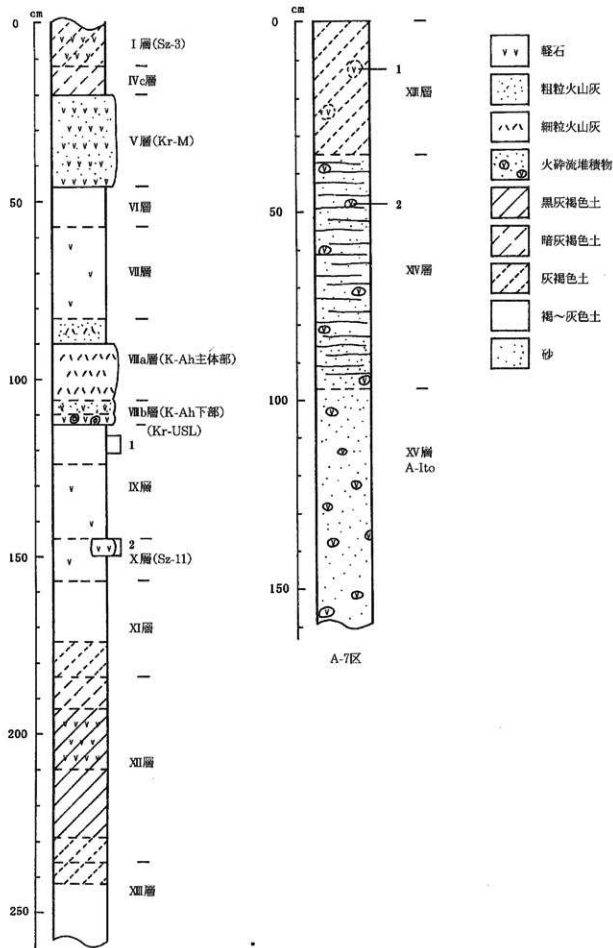 cm
0
50
100
150
200
250
I層(Sz-3)
IVc層
V層(Kr-M)
VI層
VII層
VIIIa層(K-Ah主体部)
VIIIb層(K-Ah下部)
(Kr-USL)
1
IX層
2
X層(Sz-11)
XI層
XII層
XIII層
cm
0
50
100
150
XIII層
1
2
XIV層
XV層
A-Ito
A-7区
軽石
粗粒火山灰
細粒火山灰
火砕流堆積物
黒灰褐色土
暗灰褐色土
灰褐色土
褐～灰色土
砂